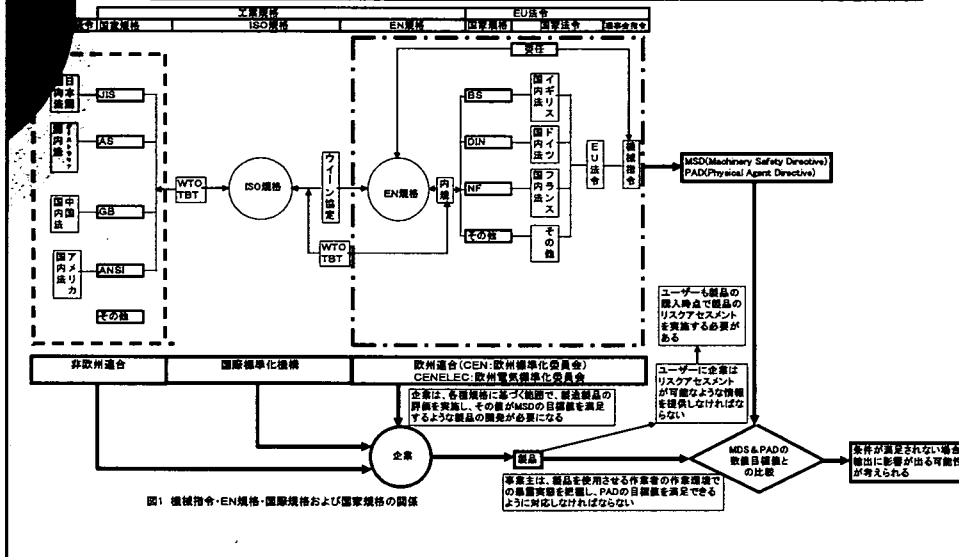 工業規格
EU法令
法令
国家規格
ISO規格
EN規格
国家規格
国家法令
理事会指令
委任
日本国
国内法
JIS
国内法
AS
中国
国内法
GB
アメリカ
国内法
ANSI
その他
WTO
TBT
ISO規格
ウイーン協定
WTO
TBT
EN規格
内規
BS
イギリス
国内法
DIN
ドイツ
国内法
NF
フランス
国内法
その他
その他
EU法令
機械指令
MSD(Machinery Safety Directive)
PAD(Physical Agent Directive)
ユーザーも製品の
購入時点で製品の
リスクアセスメント
を実施する必要が
ある
ユーザーに企業は
リスクアセスメント
が可能なような情報
を提供しなければな
らない
非欧州連合
国際標準化機構
欧州連合(CEN:欧州標準化委員会)
CENELEC:欧州電気標準化委員会
企業は、各種規格に基づく範囲で、製造製品の
評価を実施し、その値がMSDの目標値を満足
するような製品の開発が必要になる
企業
製品
MDS&PADの
数値目標値と
の比較
条件が満足されない場合
輸出に影響が出る可能性
が考えられる
事業主は、製品を使用させる作業者の作業環境で
の暴露実態を把握し、PADの目標値を満足できる
ように対応しなければならない
図1 機械指令・EN規格・国際規格および国家規格の関係